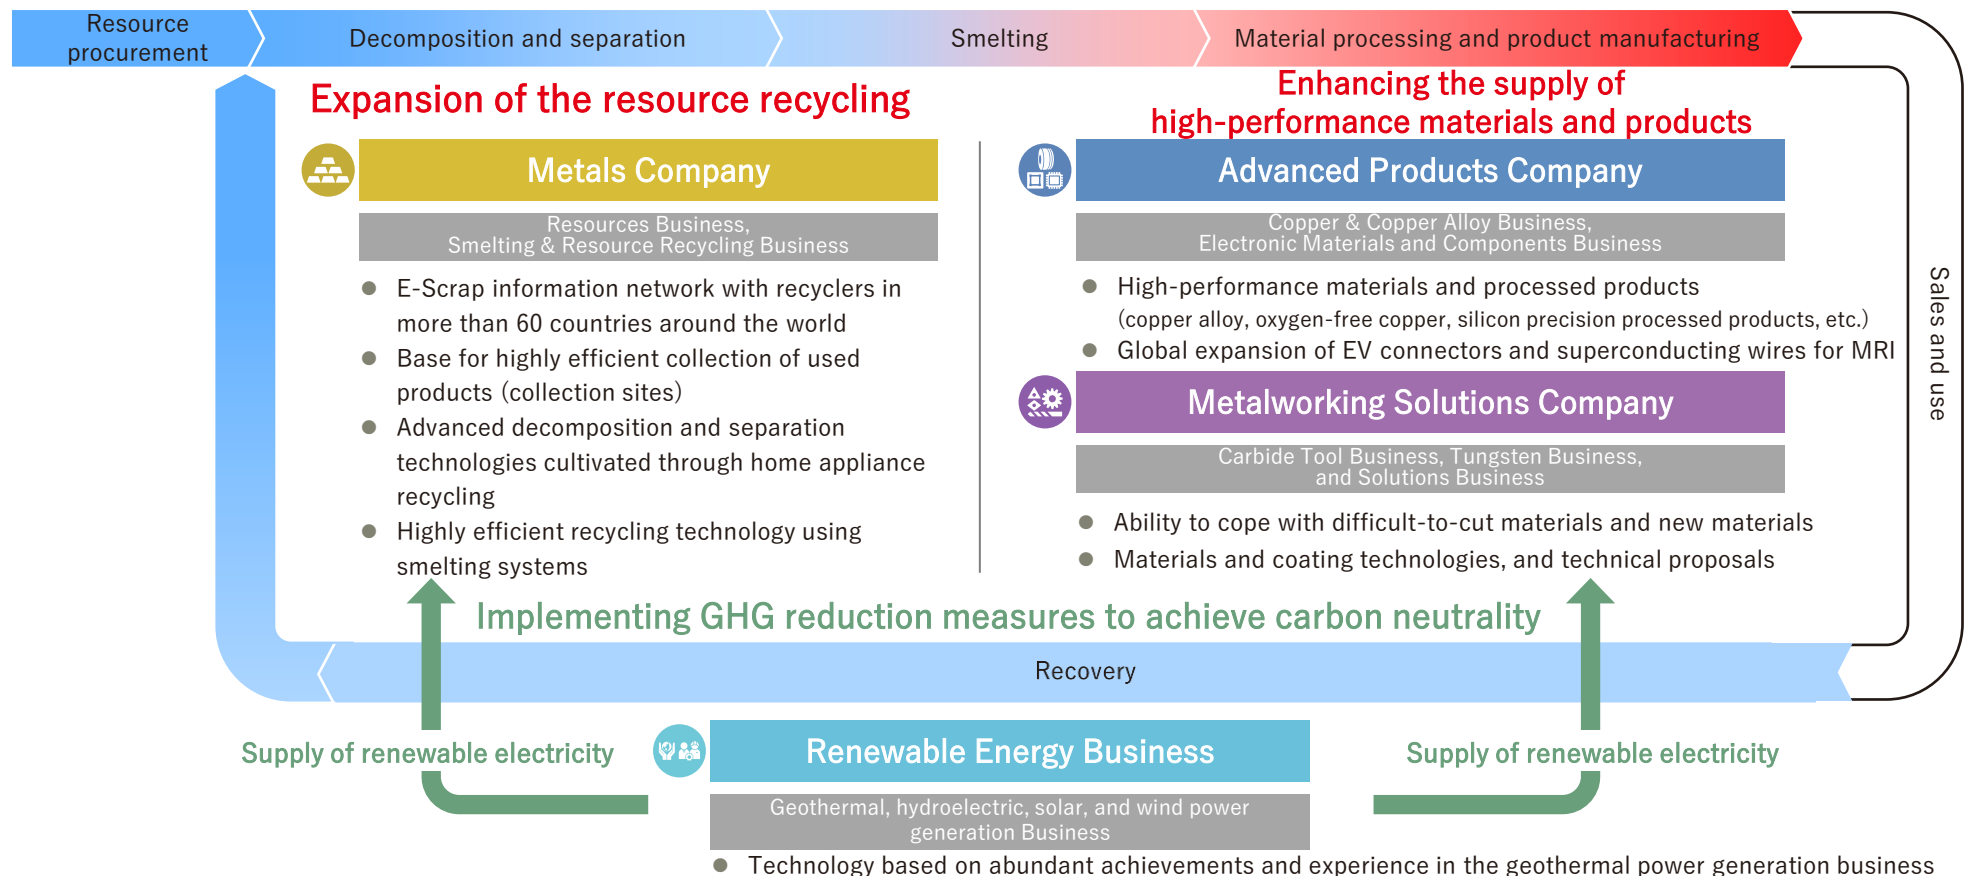 Resource
procurement
Decomposition and separation
Smelting
Material processing and product manufacturing
Expansion of the resource recycling
Metals Company
Resources Business,
Smelting & Resource Recycling Business
E-Scrap information network with recyclers in
more than 60 countries around the world
Base for highly efficient collection of used
products (collection sites)
Advanced decomposition and separation
technologies cultivated through home appliance
recycling
Highly efficient recycling technology using
smelting systems
Enhancing the supply of
high-performance materials and products
Advanced Products Company
Copper & Copper Alloy Business,
Electronic Materials and Components Business
High-performance materials and processed products
(copper alloy, oxygen-free copper, silicon precision processed products, etc.)
Global expansion of EV connectors and superconducting wires for MRI
Metalworking Solutions Company
Carbide Tool Business, Tungsten Business,
and Solutions Business
Ability to cope with difficult-to-cut materials and new materials
Materials and coating technologies, and technical proposals
Sales and use
Implementing GHG reduction measures to achieve carbon neutrality
Recovery
Supply of renewable electricity
Renewable Energy Business
Supply of renewable electricity
Geothermal, hydroelectric, solar, and wind power
generation Business
Technology based on abundant achievements and experience in the geothermal power generation business